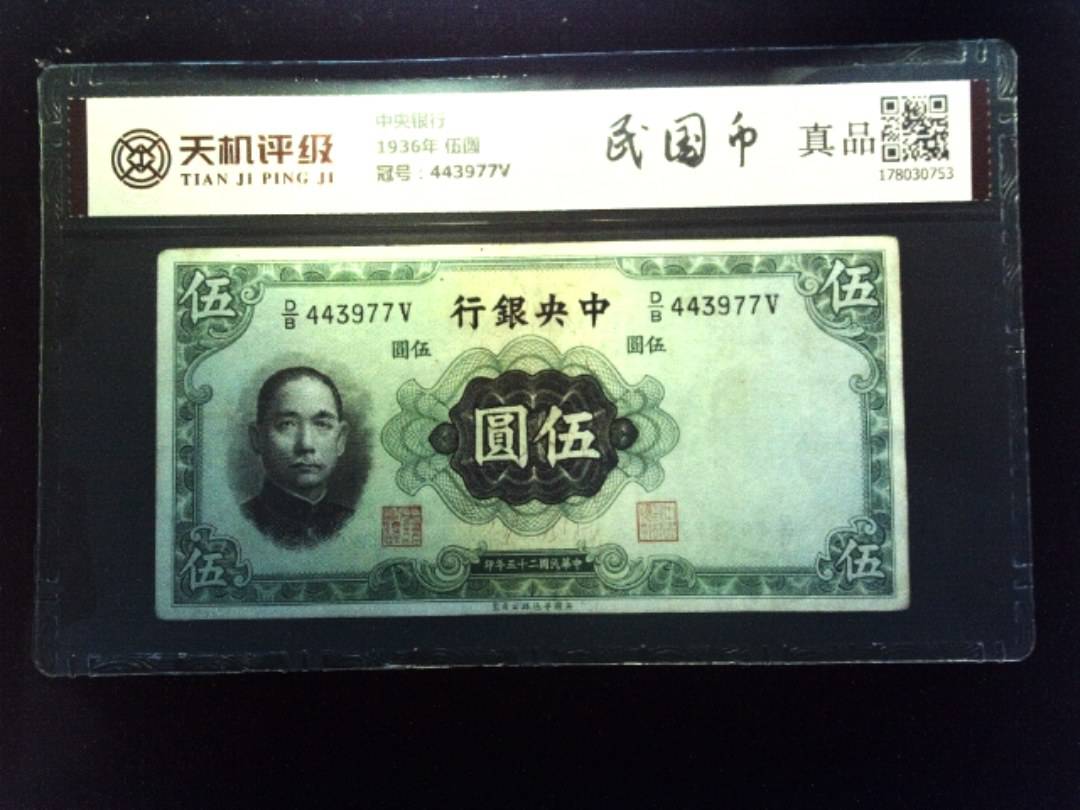 天机评级
TIAN JI PING JI
中央银行
1936年 伍圆
冠号：443977V
民国币
真品
178030753
伍
伍
D/B 443977V
中央銀行
D/B 443977V
伍圓
伍圓
伍圓
伍
中華民國二十五年印
伍